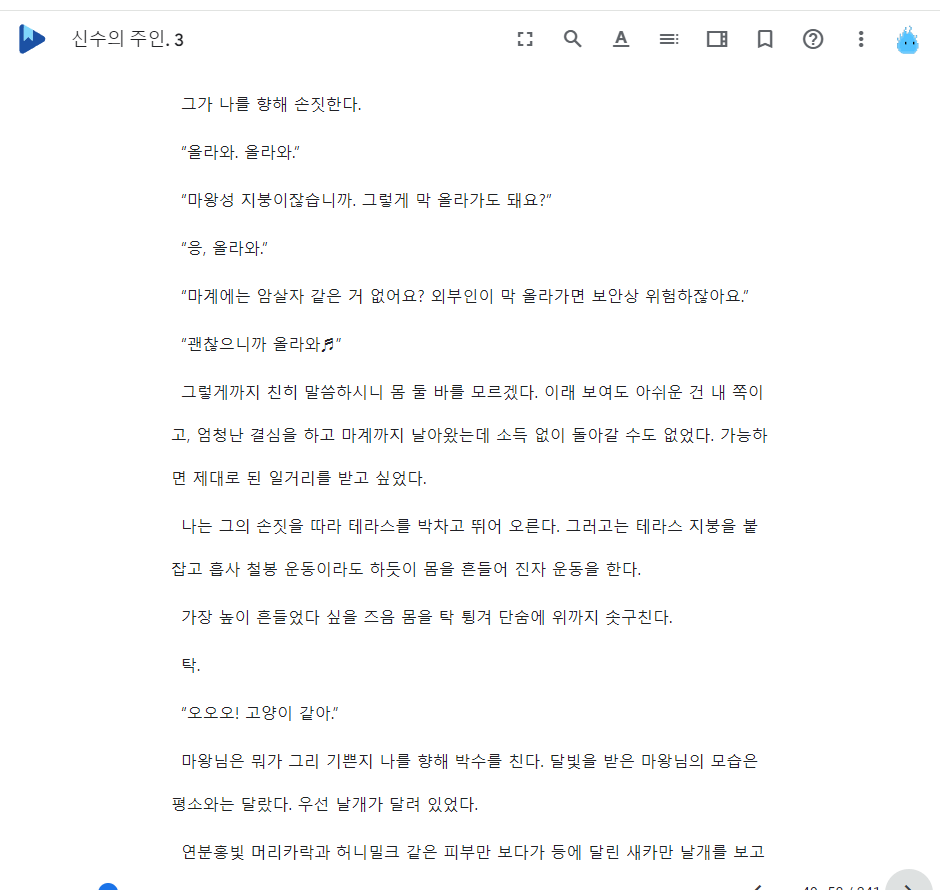 신수의 주인. 3
그가 나를 향해 손짓한다.
“올라와. 올라와.”
“마왕성 지붕이잖습니까. 그렇게 막 올라가도 돼요?”
“응, 올라와.”
“마계에는 암살자 같은 거 없어요? 외부인이 막 올라가면 보안상 위험하잖아요.”
“괜찮으니까 올라와♬”
그렇게까지 친히 말씀하시니 몸 둘 바를 모르겠다. 이래 보여도 아쉬운 건 내 쪽이
고, 엄청난 결심을 하고 마계까지 날아왔는데 소득 없이 돌아갈 수도 없었다. 가능하
면 제대로 된 일거리를 받고 싶었다.
나는 그의 손짓을 따라 테라스를 박차고 뛰어 오른다. 그러고는 테라스 지붕을 붙
잡고 흡사 철봉 운동이라도 하듯이 몸을 흔들어 진자 운동을 한다.
가장 높이 흔들었다 싶을 즈음 몸을 탁 튕겨 단숨에 위까지 솟구친다.
탁.
“오오오! 고양이 같아.”
마왕님은 뭐가 그리 기쁜지 나를 향해 박수를 친다. 달빛을 받은 마왕님의 모습은
평소와는 달랐다. 우선 날개가 달려 있었다.
연분홍빛 머리카락과 허니밀크 같은 피부만 보다가 등에 달린 새카만 날개를 보고